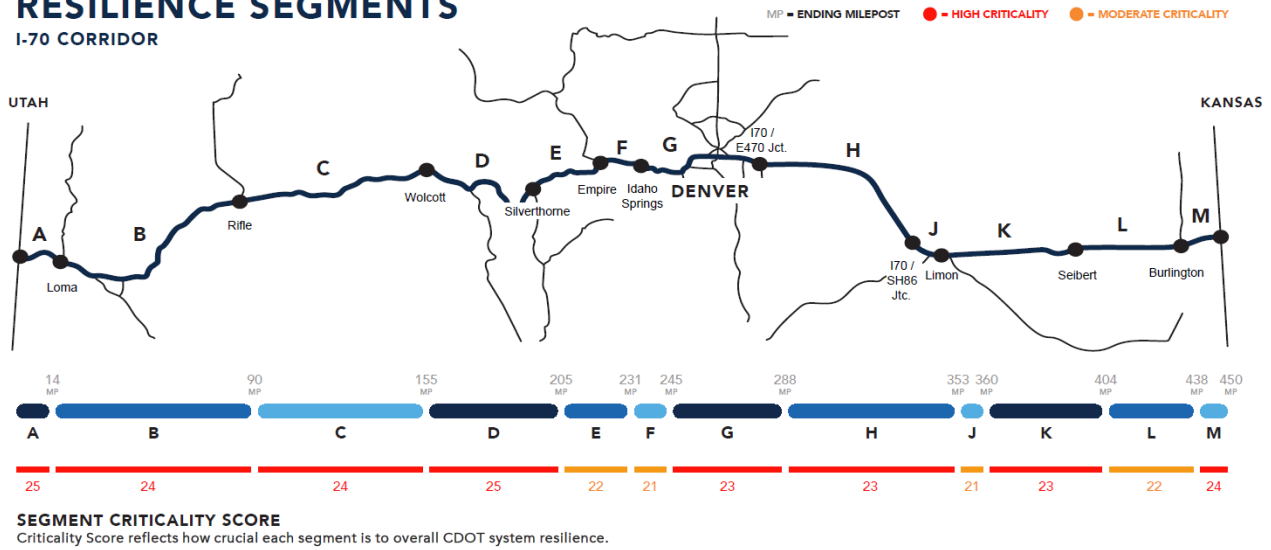 RESILIENCE SEGMENTS
I-70 CORRIDOR
MP = ENDING MILEPOST
= HIGH CRITICALITY
= MODERATE CRITICALITY
UTAH
KANSAS
I70 /
E470 Jct.
A
B
C
D
E
F
G
H
J
K
L
M
Loma
Rifle
Wolcott
Silverthorne
Empire
Idaho
Springs
DENVER
I70 /
SH86
Jtc.
Limon
Seibert
Burlington
14 90 155 205 231 245 288 353 360 404 438 450
MP MP MP MP MP MP MP MP MP MP MP MP
A B C D E F G H J K L M
25 24 24 25 22 21 23 23 21 23 22 24
SEGMENT CRITICALITY SCORE
Criticality Score reflects how crucial each segment is to overall CDOT system resilience.